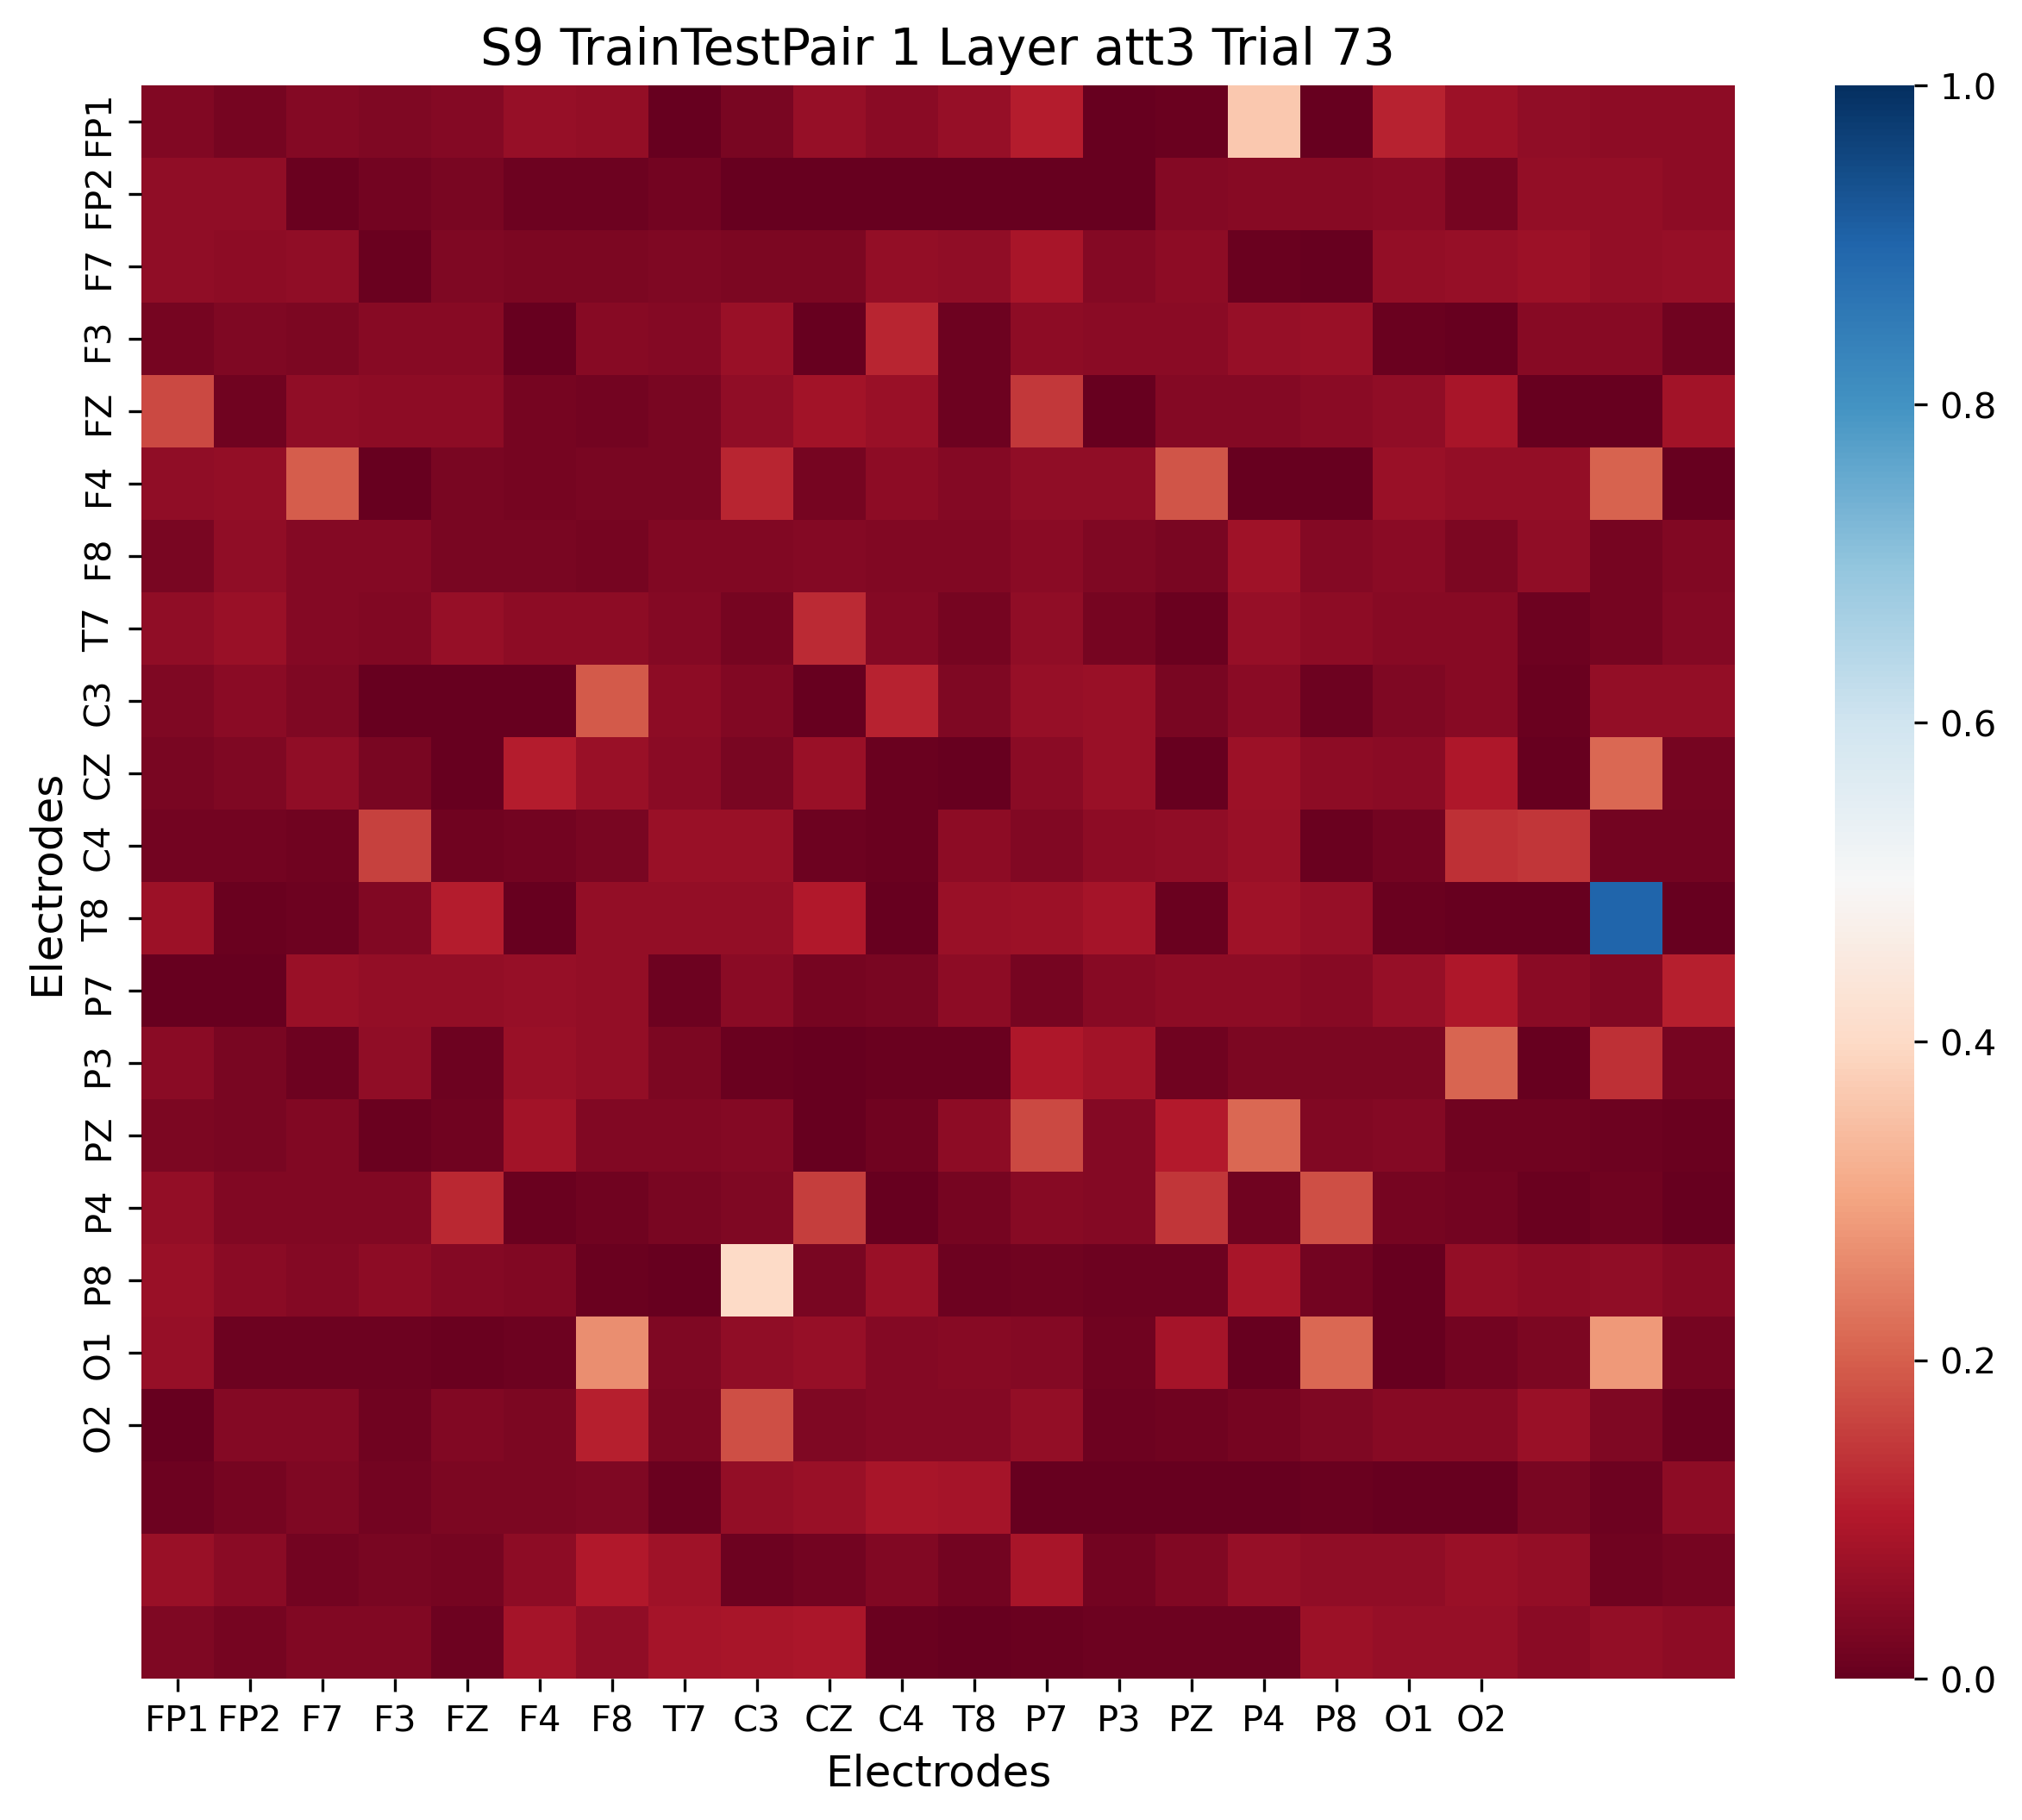 S9 TrainTestPair 1 Layer att3 Trial 73
Electrodes
FP1
FP2
F7
F3
FZ
F4
F8
T7
C3
CZ
C4
T8
P7
P3
PZ
P4
P8
O1
O2
FP1 FP2 F7 F3 FZ F4 F8 T7 C3 CZ C4 T8 P7 P3 PZ P4 P8 O1 O2
Electrodes
1.0
0.8
0.6
0.4
0.2
0.0